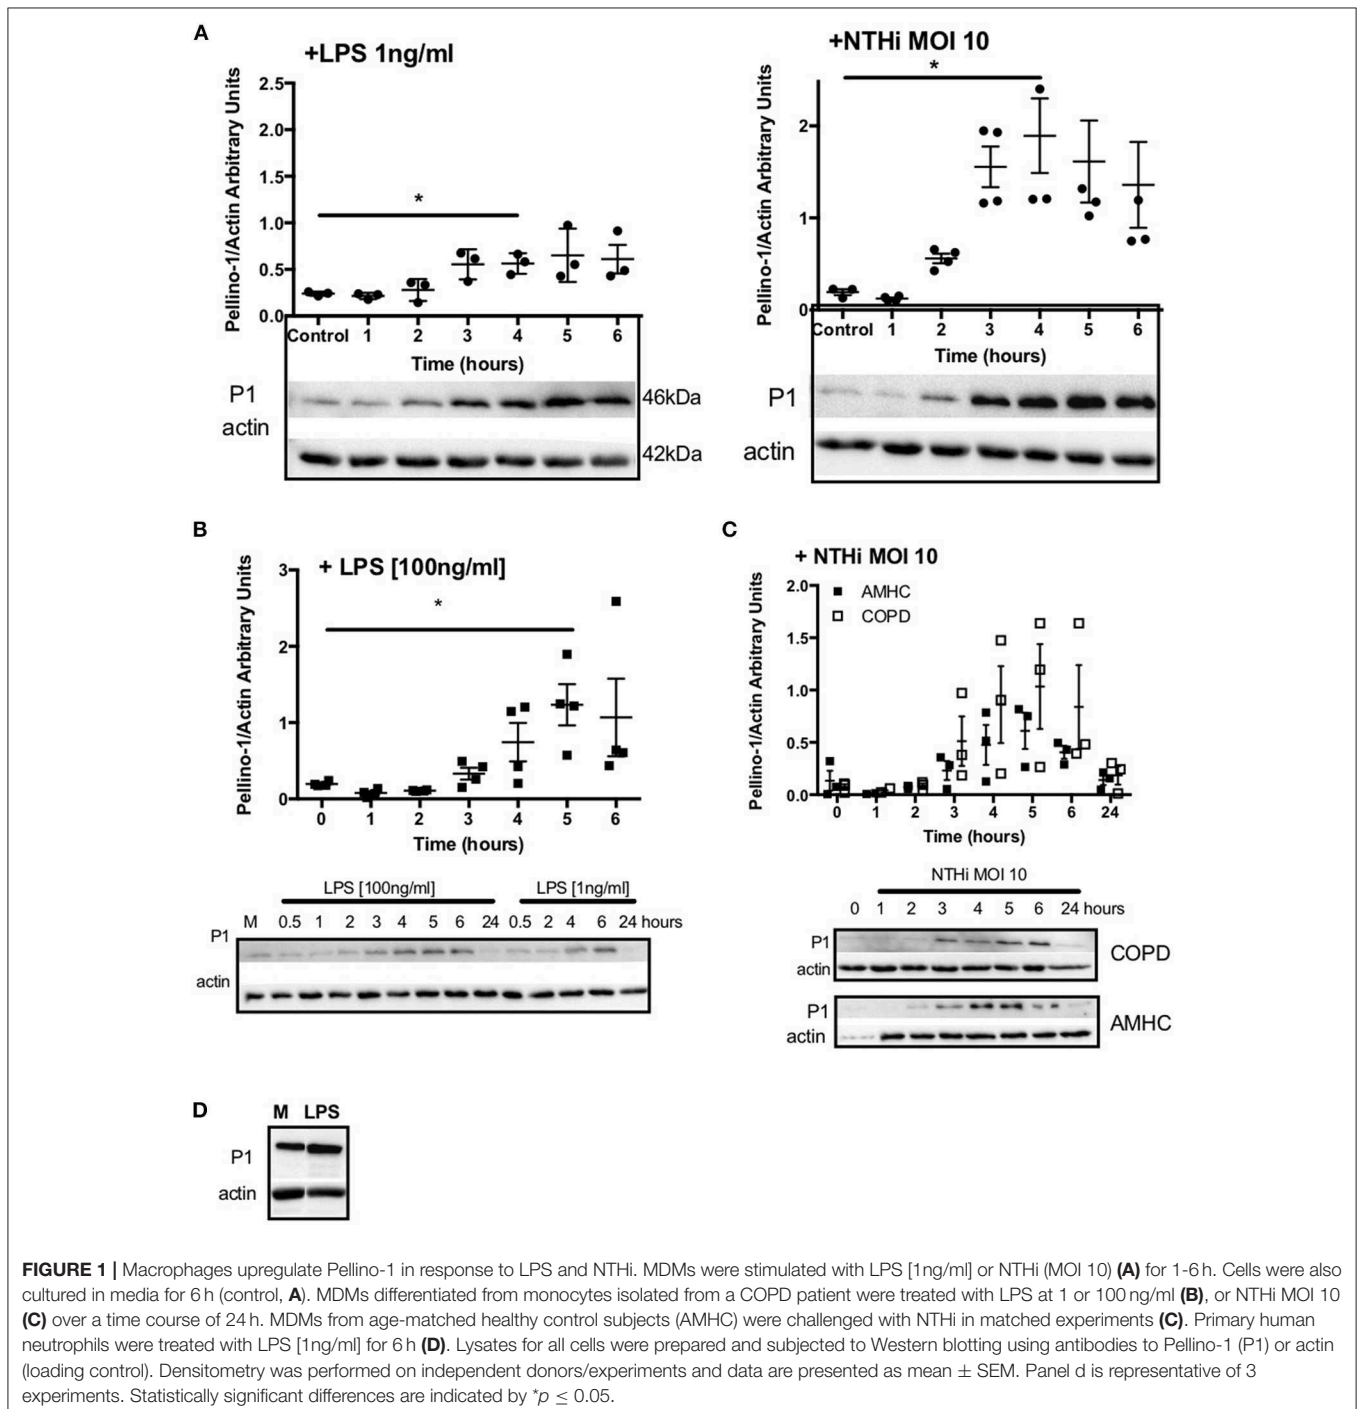 A
+LPS 1ng/ml
Pellino-1/Actin Arbitrary Units
2.5
2.0
1.5
1.0
0.5
0.0
*
Control 1 2 3 4 5 6
Time (hours)
P1
46kDa
actin
42kDa
+NTHi MOI 10
*
Pellino-1/Actin Arbitrary Units
2
1
0
Control 1 2 3 4 5 6
Time (hours)
P1
actin
B
+ LPS [100ng/ml]
*
Pellino-1/Actin Arbitrary Units
3
2
1
0
0 1 2 3 4 5 6
Time (hours)
LPS [100ng/ml] LPS [1ng/ml]
M 0.5 1 2 3 4 5 6 24 0.5 2 4 6 24 hours
P1
actin
C
+ NTHi MOI 10
AMHC
COPD
Pellino-1/Actin Arbitrary Units
2.0
1.5
1.0
0.5
0.0
0 1 2 3 4 5 6 24
Time (hours)
NTHi MOI 10
0 1 2 3 4 5 6 24 hours
P1
actin
COPD
P1
actin
AMHC
D
M LPS
P1
actin
FIGURE 1 | Macrophages upregulate Pellino-1 in response to LPS and NTHi. MDMs were stimulated with LPS [1ng/ml] or NTHi (MOI 10) (A) for 1-6 h. Cells were also
cultured in media for 6 h (control, A). MDMs differentiated from monocytes isolated from a COPD patient were treated with LPS at 1 or 100 ng/ml (B), or NTHi MOI 10
(C) over a time course of 24 h. MDMs from age-matched healthy control subjects (AMHC) were challenged with NTHi in matched experiments (C). Primary human
neutrophils were treated with LPS [1ng/ml] for 6 h (D). Lysates for all cells were prepared and subjected to Western blotting using antibodies to Pellino-1 (P1) or actin
(loading control). Densitometry was performed on independent donors/experiments and data are presented as mean ± SEM. Panel d is representative of 3
experiments. Statistically significant differences are indicated by *p ≤ 0.05.